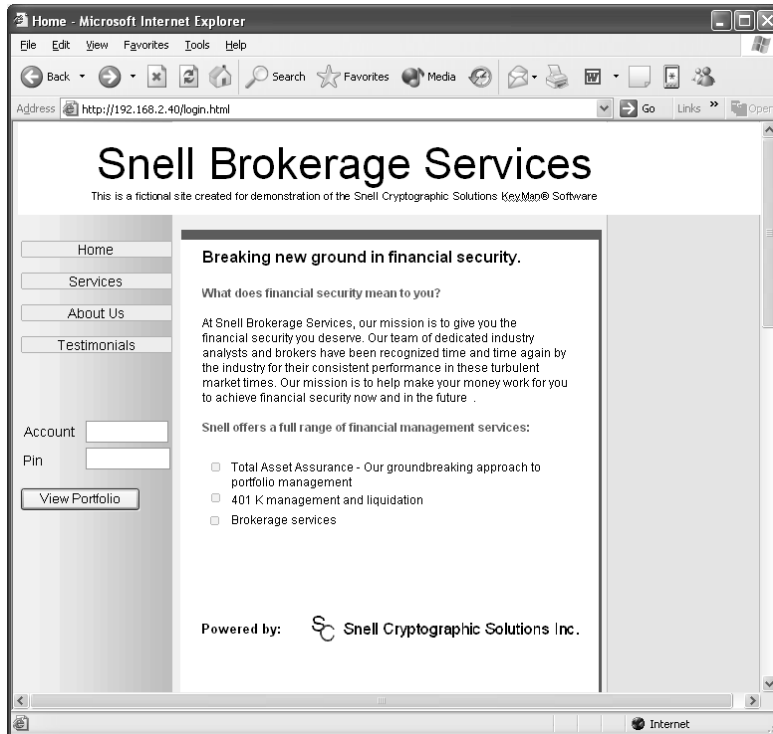 Home - Microsoft Internet Explorer
File Edit View Favorites Tools Help
Back Search Favorites Media
Address http://192.168.2.40/login.html Go Links » Open
Snell Brokerage Services
This is a fictional site created for demonstration of the Snell Cryptographic Solutions KeyMan® Software
Home
Services
About Us
Testimonials
Account
Pin
View Portfolio
Breaking new ground in financial security.
What does financial security mean to you?
At Snell Brokerage Services, our mission is to give you the
financial security you deserve. Our team of dedicated industry
analysts and brokers have been recognized time and time again by
the industry for their consistent performance in these turbulent
market times. Our mission is to help make your money work for you
to achieve financial security now and in the future .
Snell offers a full range of financial management services:
Total Asset Assurance - Our groundbreaking approach to
portfolio management
401 K management and liquidation
Brokerage services
Powered by: SC Snell Cryptographic Solutions Inc.
Internet